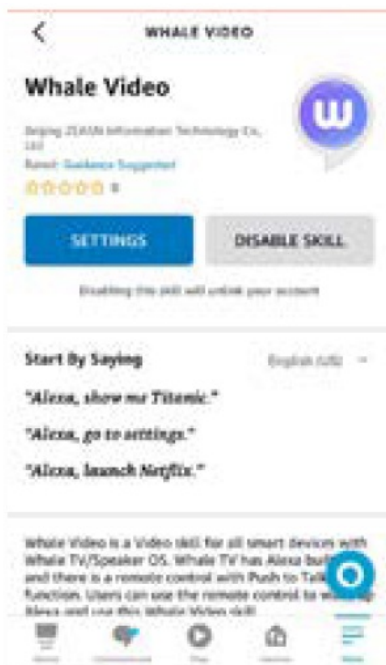 WHALE VIDEO
Whale Video
Beijing Information Technology Co,
Ltd
Rated: Guidance Suggested
0
SETTINGS
DISABLE SKILL
Disabling this skill will unlink your account
Start By Saying
English (US)
"Alexa, show me Titanic."
"Alexa, go to settings."
"Alexa, launch Netflix."
Whale Video is a Video skill for all smart devices with
Whale TV/Speaker OS. Whale TV has Alexa
and there is a remote control with Push to Talk
function. Users can use the remote control to
Alexa and use this Whale Video skill